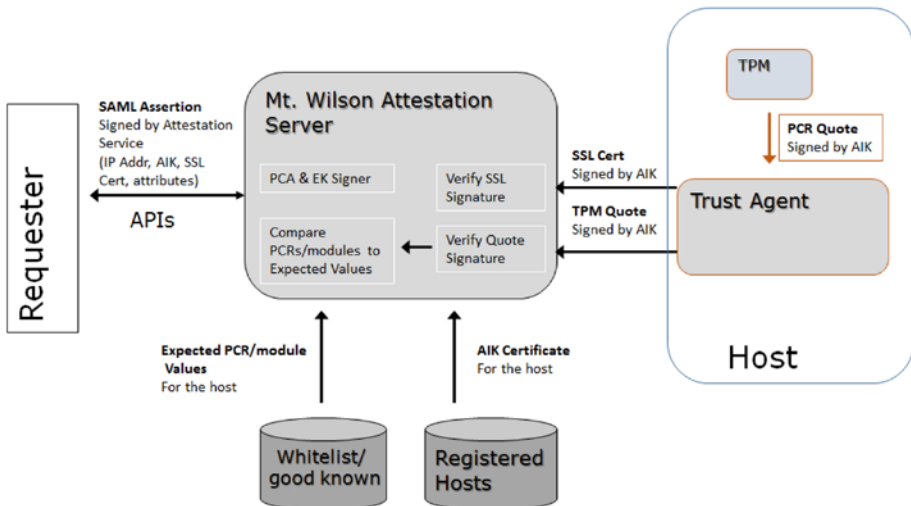 Requester
SAML Assertion
Signed by Attestation
Service
(IP Addr, AIK, SSL
Cert, attributes)
APIs
Mt. Wilson Attestation
Server
PCA & EK Signer
Verify SSL
Signature
Compare
PCRs/modules to
Expected Values
Verify Quote
Signature
SSL Cert
Signed by AIK
TPM Quote
Signed by AIK
TPM
PCR Quote
Signed by AIK
Trust Agent
Host
Expected PCR/module
Values
For the host
AIK Certificate
For the host
Whitelist/
good known
Registered
Hosts